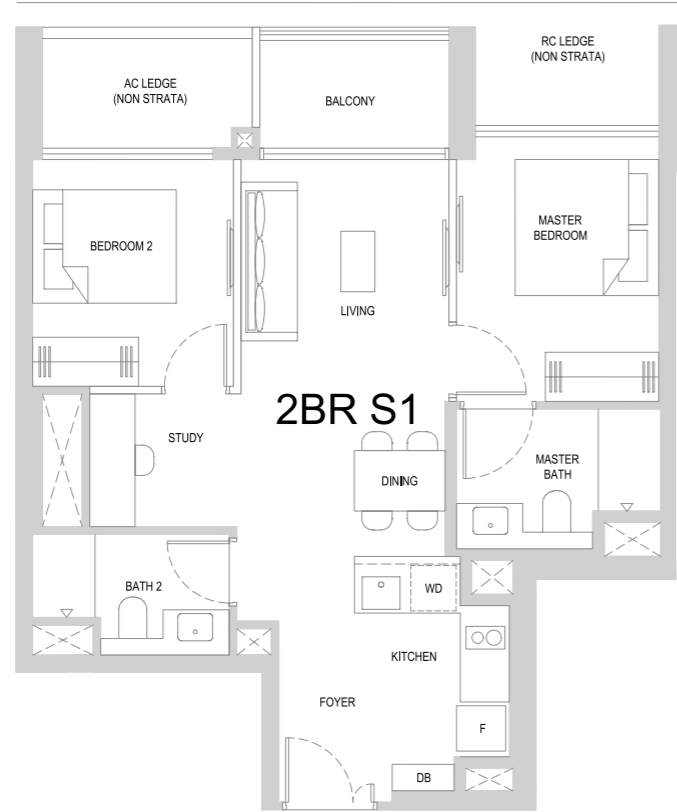 RC LEDGE
(NON STRATA)
AC LEDGE
(NON STRATA)
BALCONY
BEDROOM 2
MASTER
BEDROOM
LIVING
2BR S1
STUDY
DINING
MASTER
BATH
BATH 2
WD
KITCHEN
FOYER
F
DB